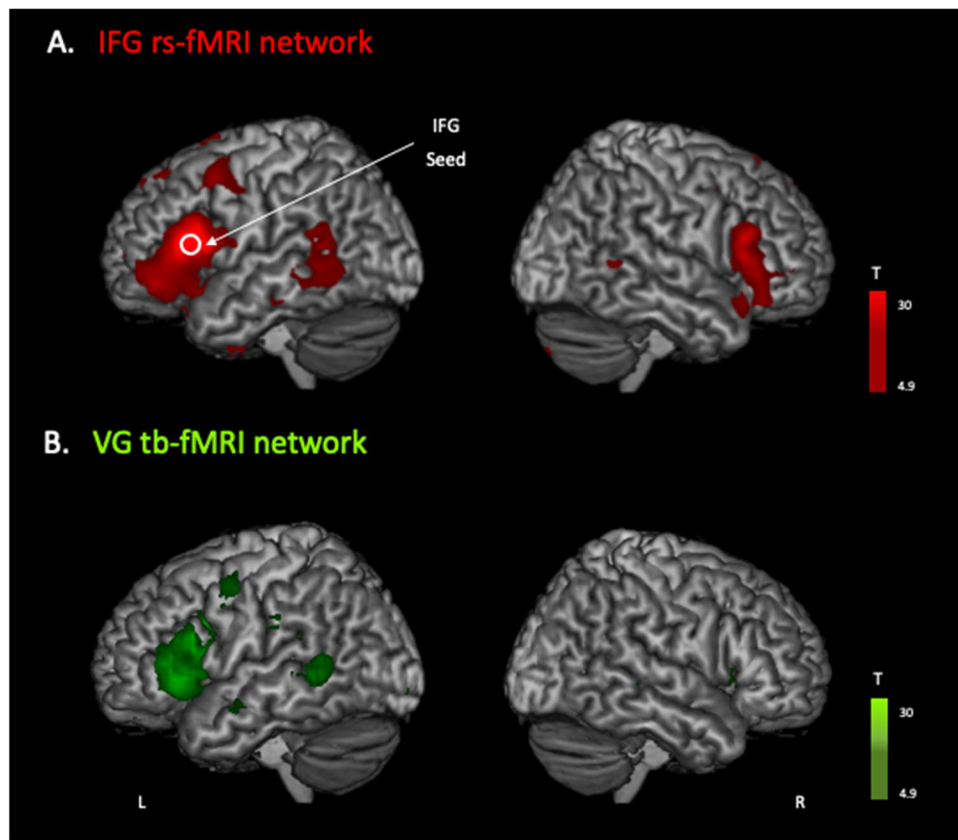 A. IFG rs-fMRI network
IFG
Seed
T
30
4.9
B. VG tb-fMRI network
T
30
4.9
L
R